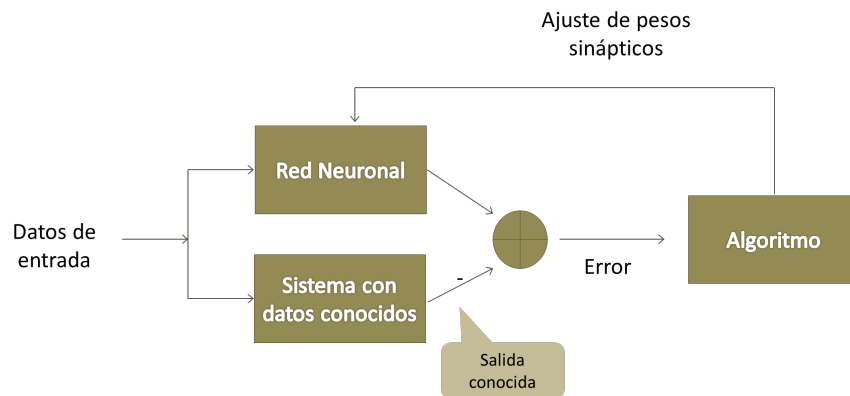 Ajuste de pesos
sinápticos
Red Neuronal
Datos de
entrada
Algoritmo
Error
Sistema con
datos conocidos
-
Salida
conocida